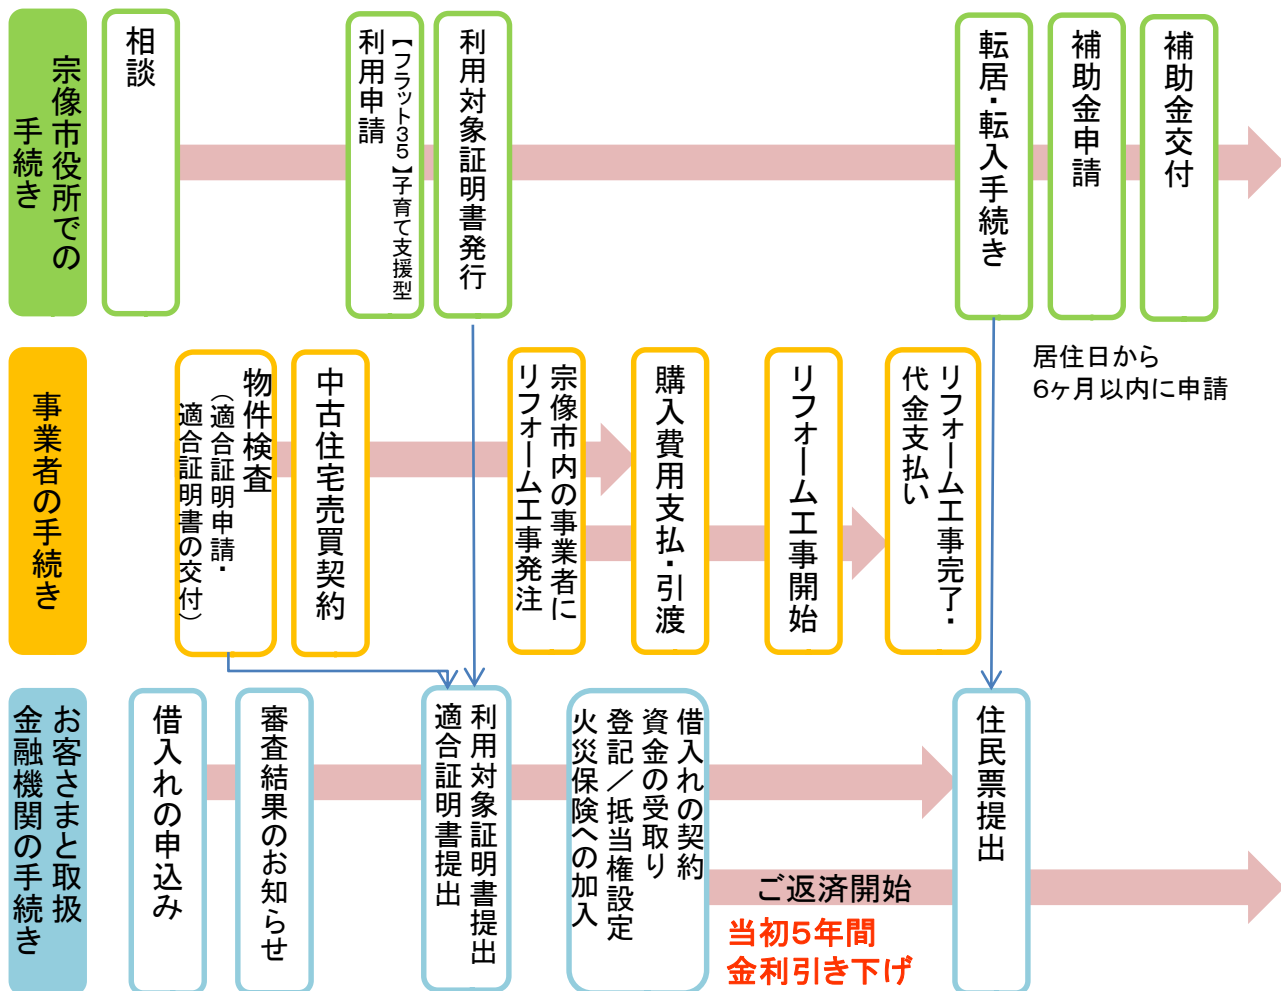 宗像市役所での
手続き
相談
【フラット35】子育て支援型
利用申請
利用対象証明書発行
転居・転入手続き
補助金申請
補助金交付
居住日から
6ヶ月以内に申請
事業者の手続き
物件検査
（適合証明申請・
適合証明書の交付）
中古住宅売買契約
宗像市内の事業者に
リフォーム工事発注
購入費用支払・引渡
リフォーム工事開始
リフォーム工事完了・
代金支払い
お客さまと取扱
金融機関の手続き
借入れの申込み
審査結果のお知らせ
利用対象証明書提出
適合証明書提出
借入れの契約
資金の受取り
登記／抵当権設定
火災保険への加入
ご返済開始
当初5年間
金利引き下げ
住民票提出